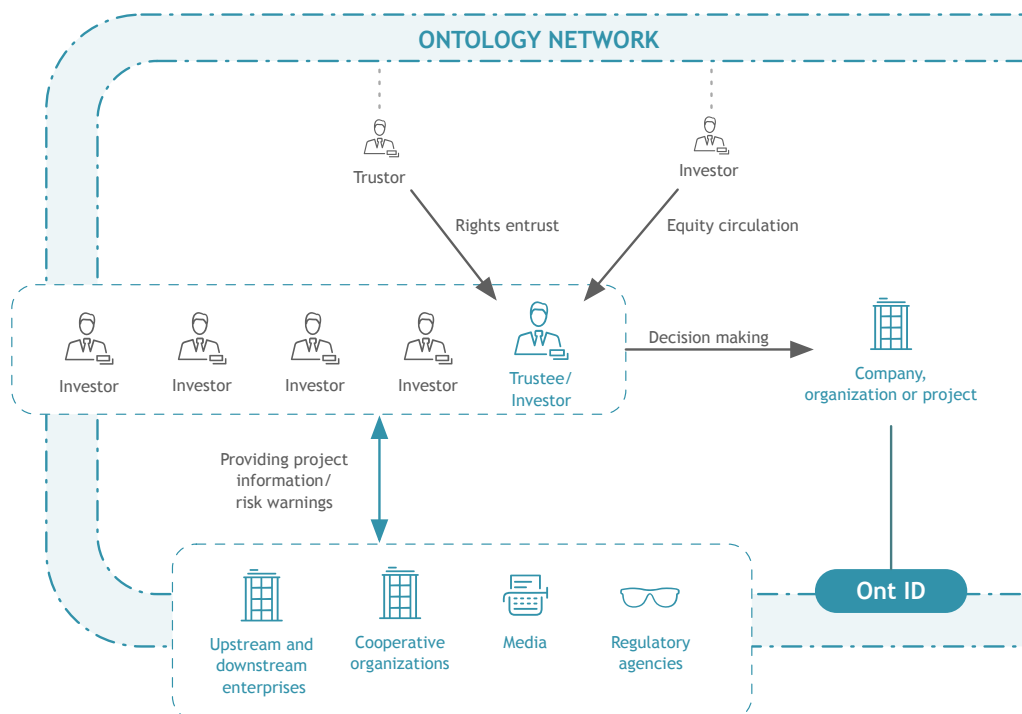 ONTOLOGY NETWORK
Trustor
Investor
Rights entrust
Equity circulation
Investor
Investor
Investor
Investor
Trustee/
Investor
Decision making
Company,
organization or project
Providing project
information/
risk warnings
Upstream and
downstream
enterprises
Cooperative
organizations
Media
Regulatory
agencies
Ont ID